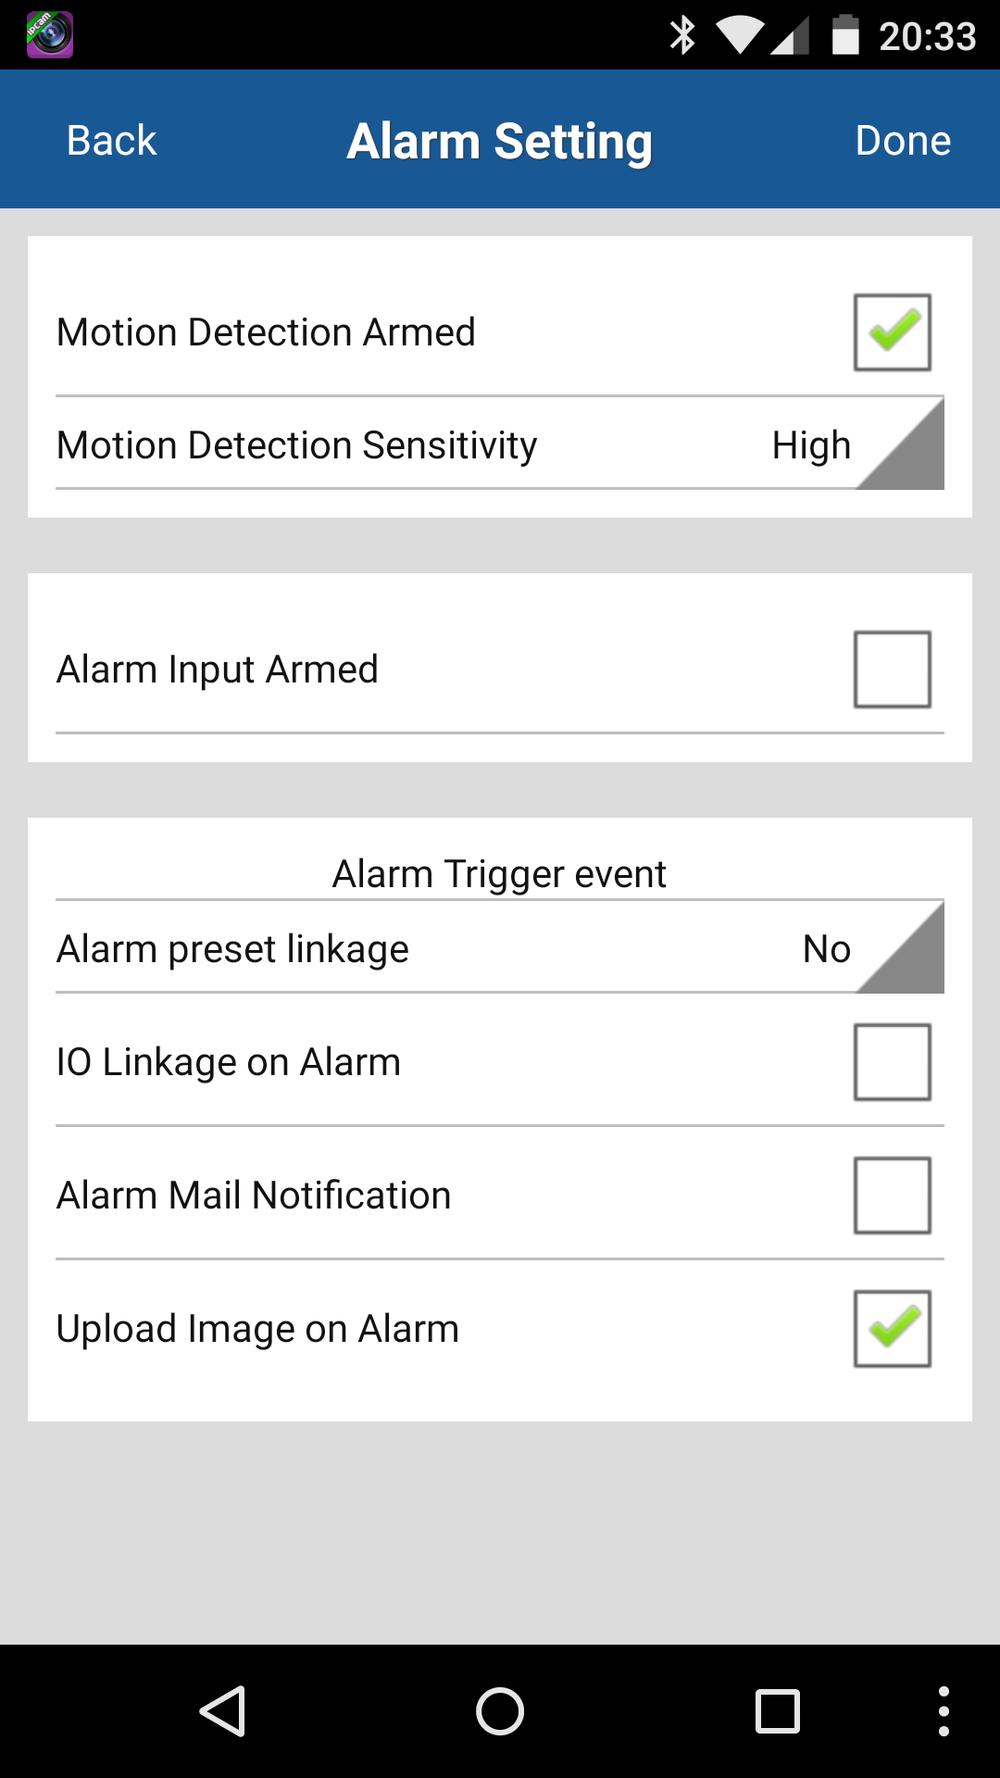 IPCam
20:33
Back
Alarm Setting
Done
Motion Detection Armed
Motion Detection Sensitivity High
Alarm Input Armed
Alarm Trigger event
Alarm preset linkage No
IO Linkage on Alarm
Alarm Mail Notification
Upload Image on Alarm